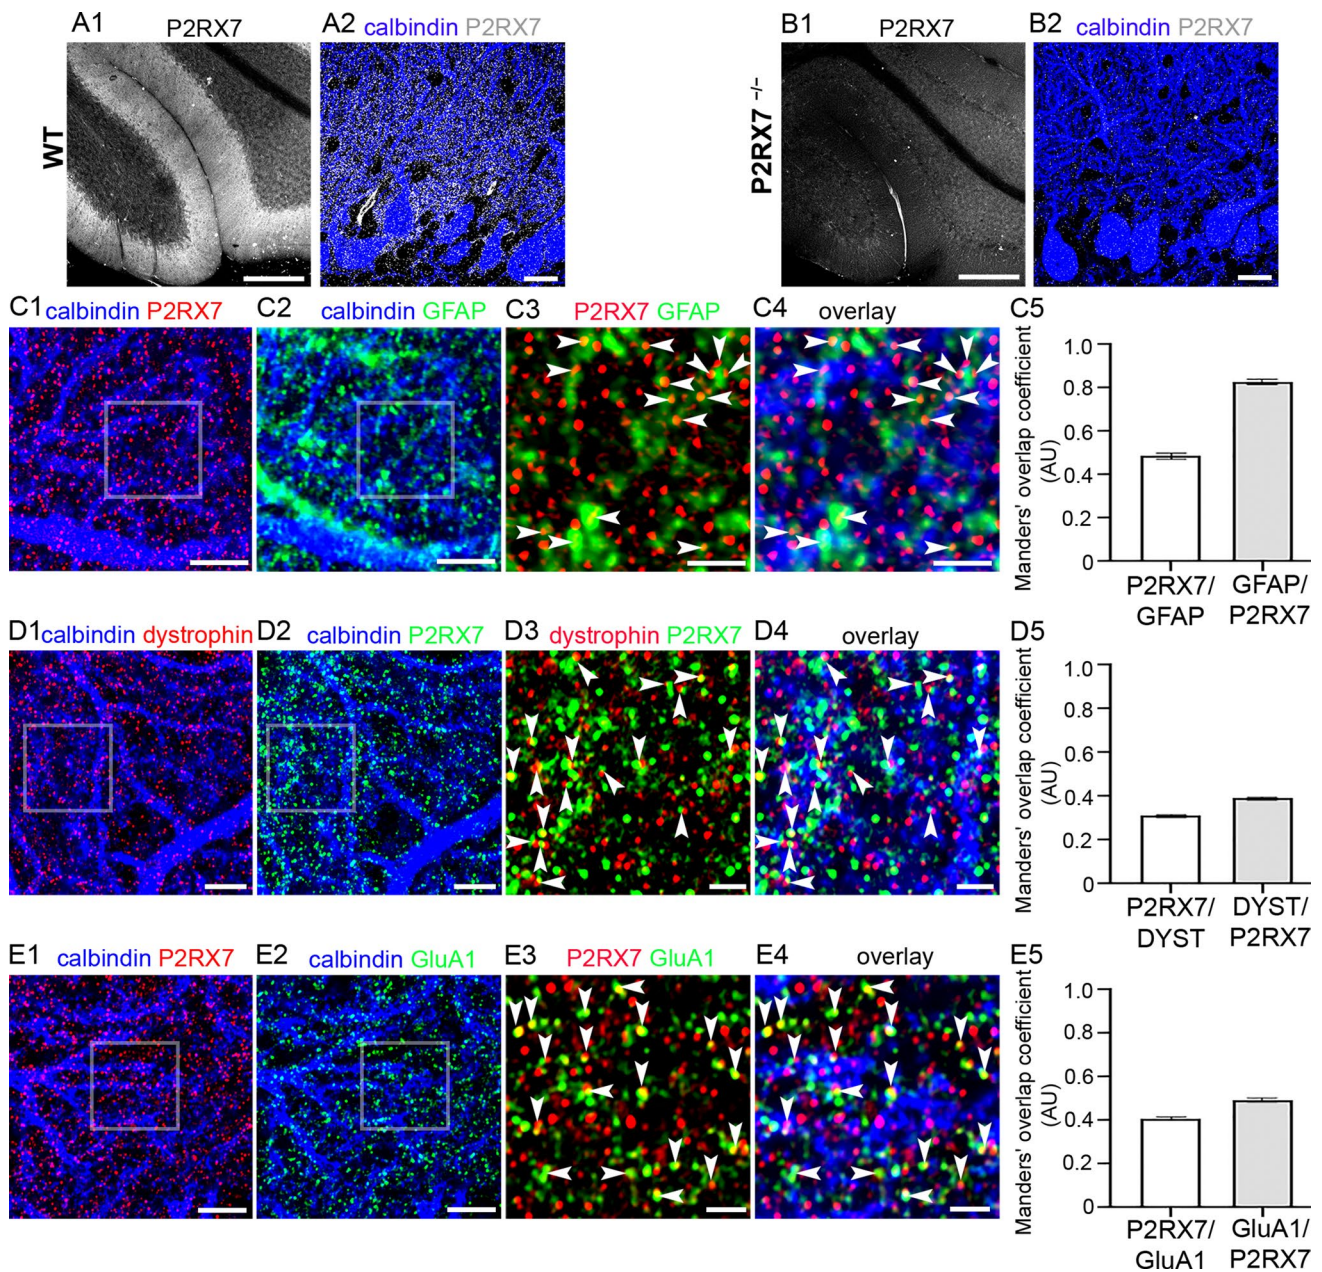 A1 P2RX7
A2 calbindin P2RX7
B1 P2RX7
B2 calbindin P2RX7
WT
P2RX7 -/-
C1 calbindin P2RX7
C2 calbindin GFAP
C3 P2RX7 GFAP
C4 overlay
C5
Manders' overlap coefficient
(AU)
1.0
0.8
0.6
0.4
0.2
0
P2RX7/
GFAP
GFAP/
P2RX7
D1 calbindin dystrophin
D2 calbindin P2RX7
D3 dystrophin P2RX7
D4 overlay
D5
Manders' overlap coefficient
(AU)
1.0
0.8
0.6
0.4
0.2
0
P2RX7/
DYST
DYST/
P2RX7
E1 calbindin P2RX7
E2 calbindin GluA1
E3 P2RX7 GluA1
E4 overlay
E5
Manders' overlap coefficient
(AU)
1.0
0.8
0.6
0.4
0.2
0
P2RX7/
GluA1
GluA1/
P2RX7